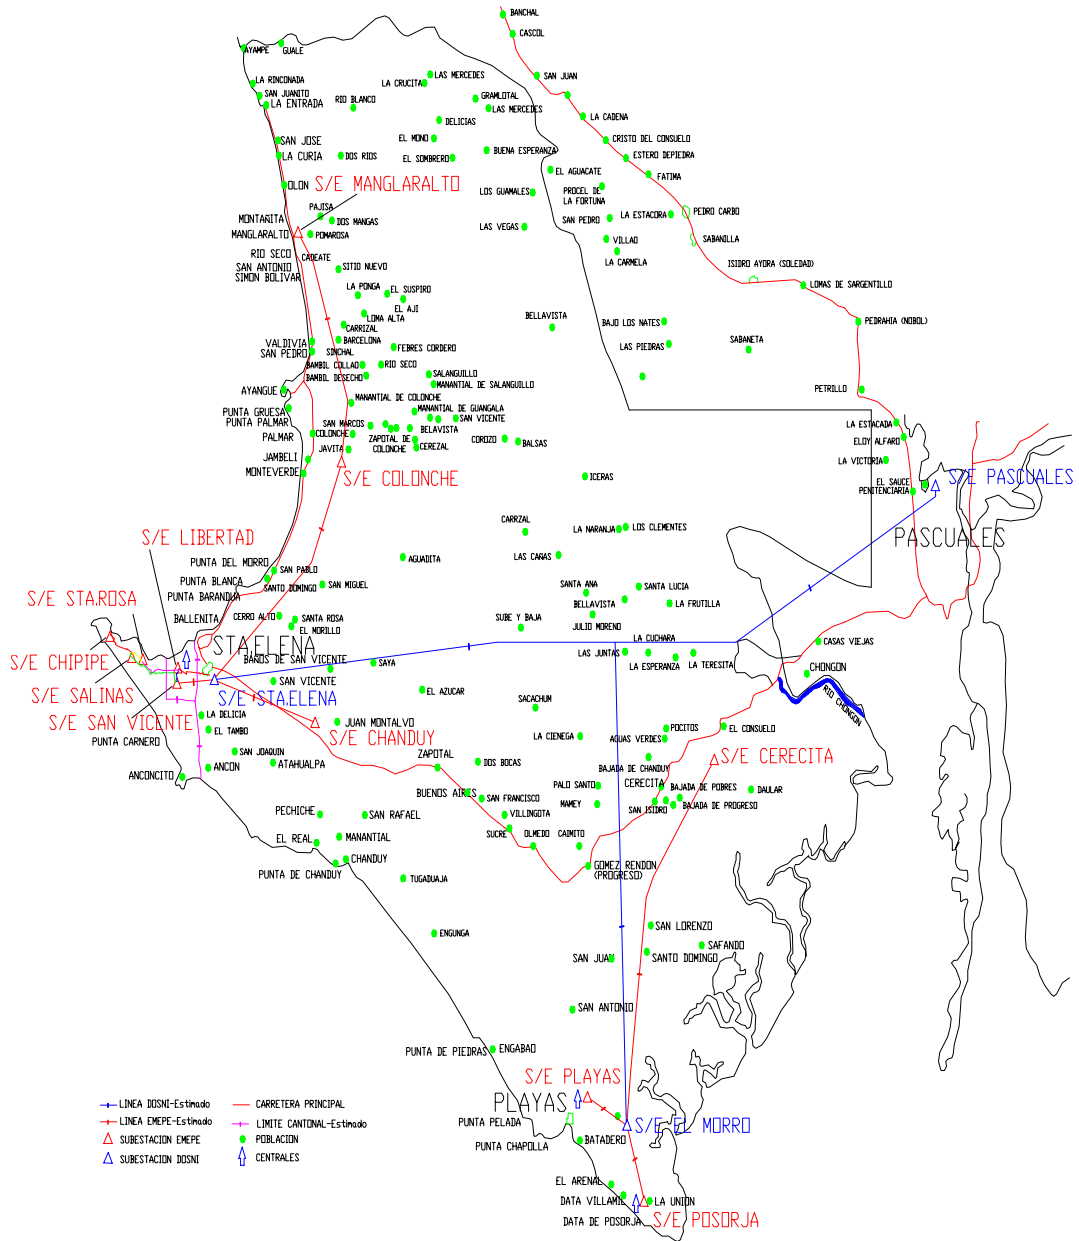 BANCHAL
CASCOL
AYAMPE
GUALE
SAN JUAN
LAS MERCEDES
LA CRUCITA
LA RINCONADA
SAN JUANITO
LA ENTRADA
RIO BLANCO
GRAMLOTAL
LAS MERCEDES
DELICIAS
LA CADENA
SAN JOSE
EL MONO
CRISTO DEL CONSUELO
LA CURIA
DOS RIOS
EL SOMBRERO
BUENA ESPERANZA
ESTERO DEPIEDRA
EL AGUACATE
FATIMA
OLON
S/E MANGLARALTO
LOS GUAMALES
PROCEL DE
LA FORTUNA
PAJISA
MONTAÑITA
DOS MANGAS
SAN PEDRO
LA ESTACORA
PEDRO CARBO
MANGLARALTO
POMAROSA
LAS VEGAS
VILLAO
SABANILLA
RIO SECO
CADEATE
LA CARMELA
SAN ANTONIO
SITIO NUEVO
ISIDRO AYORA (SOLEDAD)
SIMON BOLIVAR
LA PONGA
EL SUSPIRO
LOMAS DE SARGENTILLO
EL AJI
LOMA ALTA
BELLAVISTA
BAJO LOS NATES
PEDRAHIA (NOBOL)
CARRIZAL
VALDIVIA
BARCELONA
SABANETA
SAN PEDRO
SINCHAL
FEBRES CORDERO
LAS PIEDRAS
BAMBIL COLLAO
RIO SECO
BAMBIL DESECHO
SALANGUILLO
MANANTIAL DE SALANGUILLO
AYANGUE
PETRILLO
MANANTIAL DE COLONCHE
PUNTA GRUESA
MANANTIAL DE GUANGALA
PUNTA PALMAR
SAN MARCOS
SAN VICENTE
BELAVISTA
LA ESTACADA
PALMAR
COLONCHE
ZAPOTAL DE
COLONCHE
CEREZAL
COROZO
BALSAS
ELOY ALFARO
JAVITA
JAMBELI
LA VICTORIA
MONTEVERDE
S/E COLONCHE
ICERAS
EL SAUCE
S/E PASCUALES
PENITENCIARIA
CARRZAL
LA NARANJA
LOS CLEMENTES
S/E LIBERTAD
PASCUALES
PUNTA DEL MORRO
AGUADITA
LAS CAÑAS
SAN PABLO
PUNTA BLANCA
SANTO DOMINGO
SAN MIGUEL
SANTA ANA
SANTA LUCIA
S/E STA.ROSA
PUNTA BARANDUA
BELLAVISTA
LA FRUTILLA
BALLENITA
CERRO ALTO
SANTA ROSA
SUBE Y BAJA
JULIO MORENO
EL MORILLO
STA.ELENA
LA CUCHARA
CASAS VIEJAS
S/E CHIPIPE
BAÑOS DE SAN VICENTE
SAYA
LAS JUNTAS
LA ESPERANZA
LA TERESITA
CHONGON
S/E SALINAS
SAN VICENTE
S/E STA.ELENA
EL AZUCAR
RIO CHONGON
S/E SAN VICENTE
LA DELICIA
SACACHUM
JUAN MONTALVO
EL TAMBO
S/E CHANDUY
LA CIENEGA
POCITOS
EL CONSUELO
PUNTA CARNERO
AGUAS VERDES
SAN JOAQUIN
ZAPOTAL
S/E CERECITA
ANCONCITO
ANCON
ATAHUALPA
DOS BOCAS
BAJADA DE CHANDUY
PALO SANTO
CERECITA
BAJADA DE POBRES
DAULAR
BUENOS AIRES
SAN FRANCISCO
MAMEY
SAN ISIDRO
BAJADA DE PROGRESO
PECHICHE
SAN RAFAEL
VILLINGOTA
SUCRE
OLMEDO
CAIMITO
EL REAL
MANANTIAL
CHANDUY
PUNTA DE CHANDUY
GOMEZ RENDON
(PROGRESO)
TUGADUAJA
SAN LORENZO
ENGUNGA
SAFANDO
SAN JUAN
SANTO DOMINGO
SAN ANTONIO
PUNTA DE PIEDRAS
ENGABAO
S/E PLAYAS
PLAYAS
LINEA DOSNI-Estimado
CARRETERA PRINCIPAL
LINEA EMEPE-Estimado
LIMITE CANTONAL-Estimado
SUBESTACION EMEPE
POBLACION
SUBESTACION DOSNI
CENTRALES
PUNTA PELADA
S/E EL MORRO
PUNTA CHAPOLLA
BATADERO
EL ARENAL
DATA VILLAMIL
LA UNION
DATA DE POSORJA
S/E POSORJA